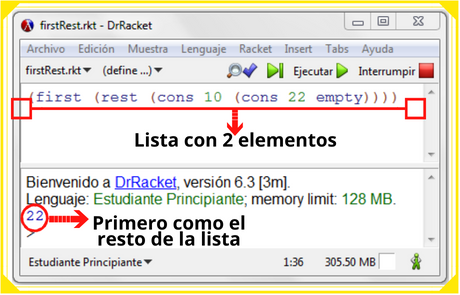 firstRest.rkt - DrRacket
Archivo Edición Muestra Lenguaje Racket Insert Tabs Ayuda
firstRest.rkt (define ...) Ejecutar Interrumpir
(first (rest (cons 10 (cons 22 empty))))
Lista con 2 elementos
Bienvenido a DrRacket, versión 6.3 [3m].
Lenguaje: Estudiante Principiante; memory limit: 128 MB.
22
Primero como el
resto de la lista
>
Estudiante Principiante 1:36 305.50 MB